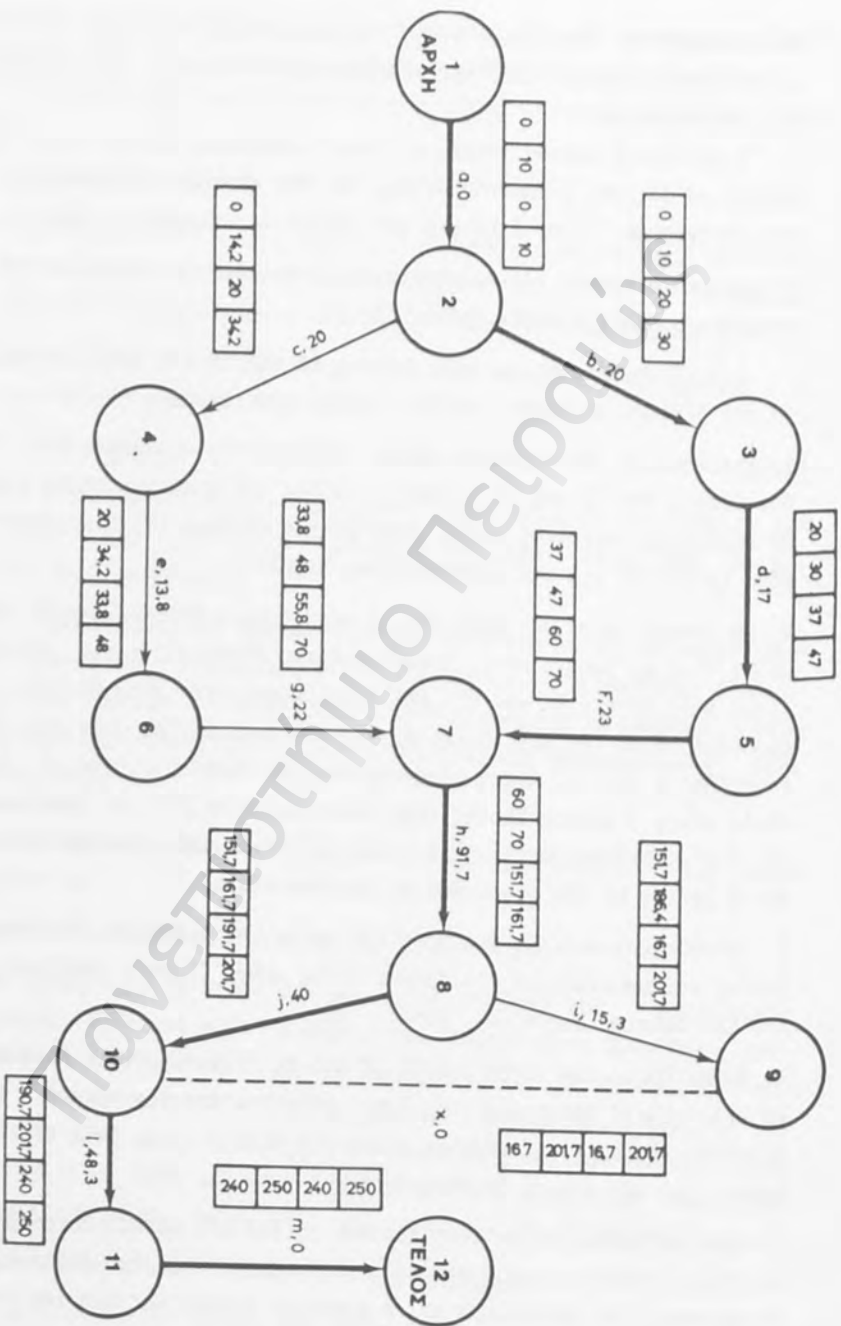 1
ΑΡΧΗ
a,0
0 10 0 10
2
b,20
0 10 20 30
c,20
0 14,2 20 34,2
3
d,17
20 30 37 47
4
e,13,8
20 34,2 33,8 48
5
F,23
37 47 60 70
6
g,22
33,8 48 55,8 70
7
h,91,7
60 70 151,7 161,7
8
i,15,3
151,7 186,4 167 201,7
j,40
151,7 161,7 191,7 201,7
9
x,0
16,7 201,7 16,7 201,7
10
l,48,3
190,7 201,7 240 250
11
m,0
240 250 240 250
12
ΤΕΛΟΣ
Πανεπιστήμιο Πειραιώς